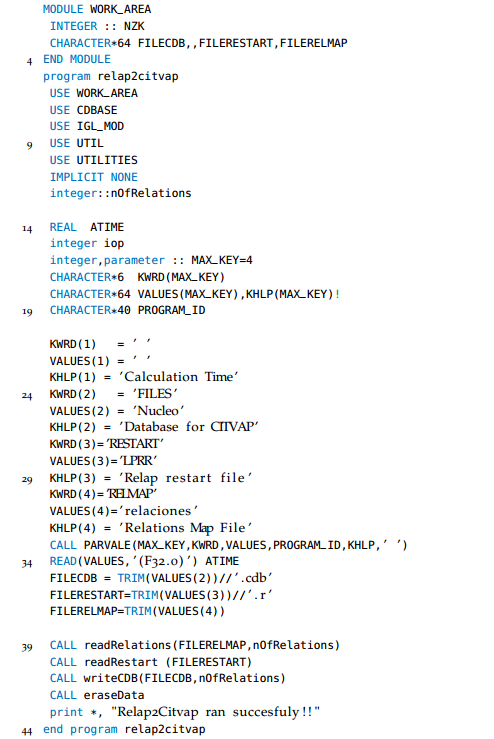 MODULE WORK_AREA
INTEGER :: NZK
CHARACTER*64 FILECDB,,FILERESTART,FILERELMAP
4 END MODULE
program relap2citvap
USE WORK_AREA
USE CDBASE
USE IGL_MOD
9 USE UTIL
USE UTILITIES
IMPLICIT NONE
integer::nOfRelations
14 REAL ATIME
integer iop
integer,parameter :: MAX_KEY=4
CHARACTER*6 KWRD(MAX_KEY)
CHARACTER*64 VALUES(MAX_KEY),KHLP(MAX_KEY)!
19 CHARACTER*40 PROGRAM_ID
KWRD(1) = ' '
VALUES(1) = ' '
KHLP(1) = 'Calculation Time'
24 KWRD(2) = 'FILES'
VALUES(2) = 'Nucleo'
KHLP(2) = 'Database for CITVAP'
KWRD(3)='RESTART'
VALUES(3)='LPRR'
29 KHLP(3) = 'Relap restart file'
KWRD(4)='RELMAP'
VALUES(4)='relaciones'
KHLP(4) = 'Relations Map File'
CALL PARVALE(MAX_KEY,KWRD,VALUES,PROGRAM_ID,KHLP,' ')
34 READ(VALUES,'(F32.0)') ATIME
FILECDB = TRIM(VALUES(2))//'.cdb'
FILERESTART=TRIM(VALUES(3))//'.r'
FILERELMAP=TRIM(VALUES(4))
39 CALL readRelations(FILERELMAP,nOfRelations)
CALL readRestart (FILERESTART)
CALL writeCDB(FILECDB,nOfRelations)
CALL eraseData
print *, "Relap2Citvap ran succesfuly!!"
44 end program relap2citvap